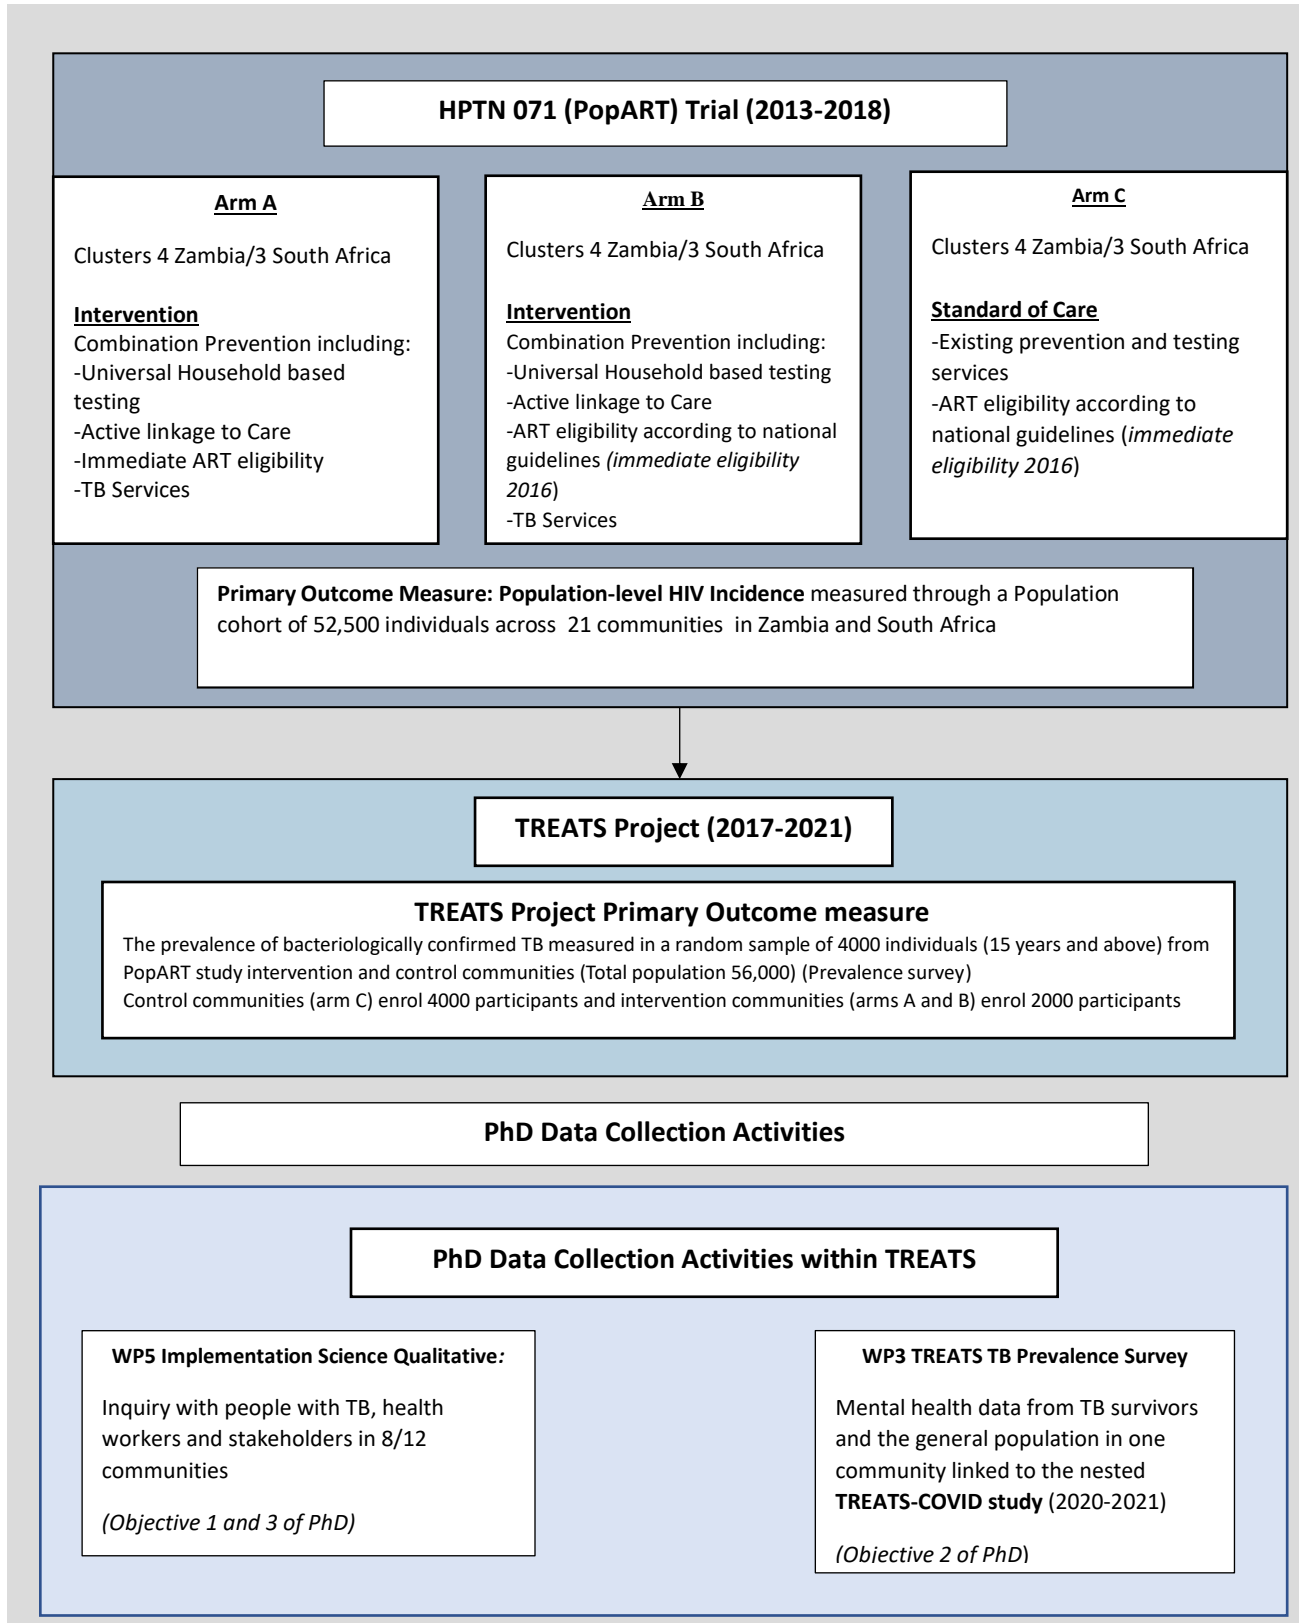 HPTN 071 (PopART) Trial (2013-2018)
Arm A
Clusters 4 Zambia/3 South Africa
Intervention
Combination Prevention including:
-Universal Household based
testing
-Active linkage to Care
-Immediate ART eligibility
-TB Services
Arm B
Clusters 4 Zambia/3 South Africa
Intervention
Combination Prevention including:
-Universal Household based testing
-Active linkage to Care
-ART eligibility according to national
guidelines (immediate eligibility
2016)
-TB Services
Arm C
Clusters 4 Zambia/3 South Africa
Standard of Care
-Existing prevention and testing
services
-ART eligibility according to
national guidelines (immediate
eligibility 2016)
Primary Outcome Measure: Population-level HIV Incidence measured through a Population
cohort of 52,500 individuals across 21 communities in Zambia and South Africa
TREATS Project (2017-2021)
TREATS Project Primary Outcome measure
The prevalence of bacteriologically confirmed TB measured in a random sample of 4000 individuals (15 years and above) from
PopART study intervention and control communities (Total population 56,000) (Prevalence survey)
Control communities (arm C) enrol 4000 participants and intervention communities (arms A and B) enrol 2000 participants
PhD Data Collection Activities
PhD Data Collection Activities within TREATS
WP5 Implementation Science Qualitative:
Inquiry with people with TB, health
workers and stakeholders in 8/12
communities
(Objective 1 and 3 of PhD)
WP3 TREATS TB Prevalence Survey
Mental health data from TB survivors
and the general population in one
community linked to the nested
TREATS-COVID study (2020-2021)
(Objective 2 of PhD)